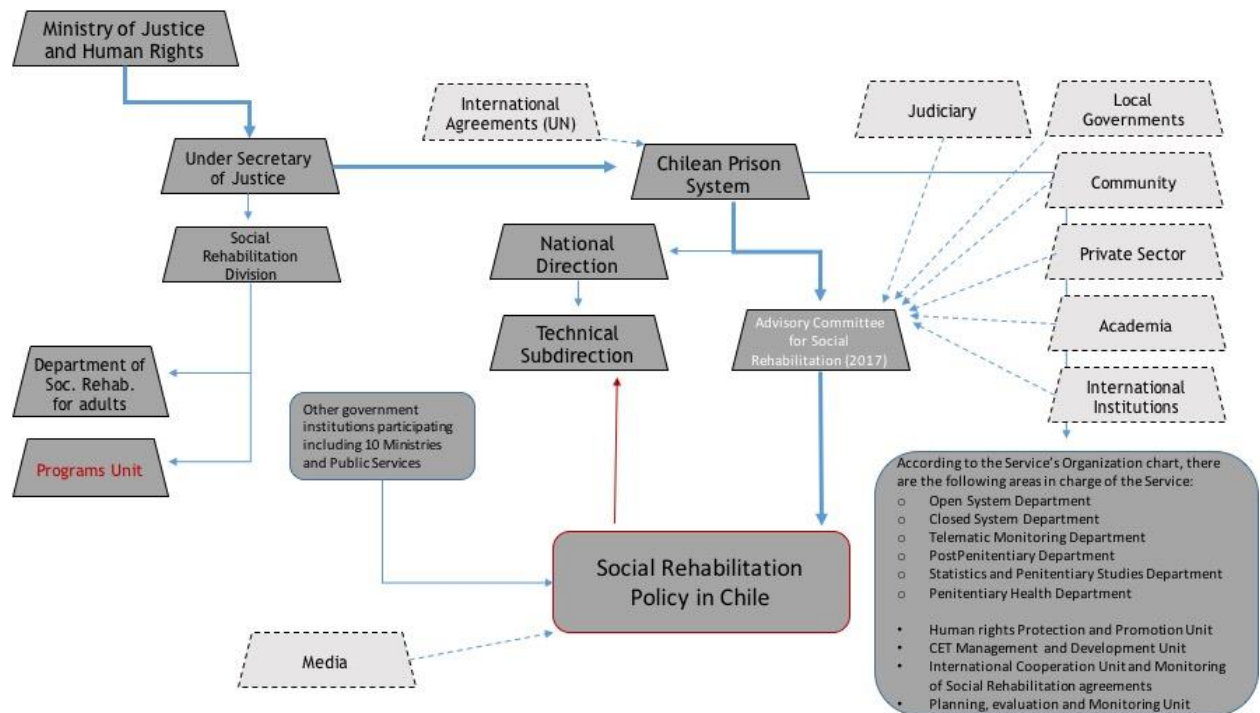 Ministry of Justice
and Human Rights
International
Agreements (UN)
Judiciary
Local
Governments
Under Secretary
of Justice
Chilean Prison
System
Community
Social
Rehabilitation
Division
National
Direction
Private Sector
Technical
Subdirection
Advisory Committee
for Social
Rehabilitation (2017)
Academia
Department of
Soc. Rehab.
for adults
International
Institutions
Other government
institutions participating
including 10 Ministries
and Public Services
Programs Unit
According to the Service's Organization chart, there
are the following areas in charge of the Service:
o Open System Department
o Closed System Department
o Telematic Monitoring Department
o PostPenitentiary Department
o Statistics and Penitentiary Studies Department
o Penitentiary Health Department
• Human rights Protection and Promotion Unit
• CET Management and Development Unit
• International Cooperation Unit and Monitoring
of Social Rehabilitation agreements
• Planning, evaluation and Monitoring Unit
Social Rehabilitation
Policy in Chile
Media